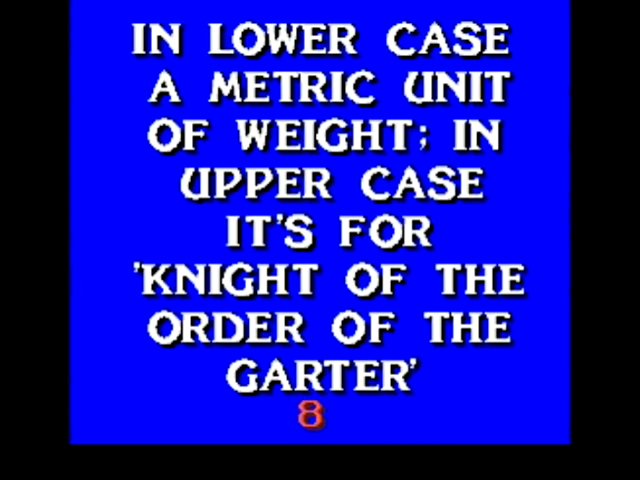 IN LOWER CASE
A METRIC UNIT
OF WEIGHT; IN
UPPER CASE
IT'S FOR
'KNIGHT OF THE
ORDER OF THE
GARTER'
8